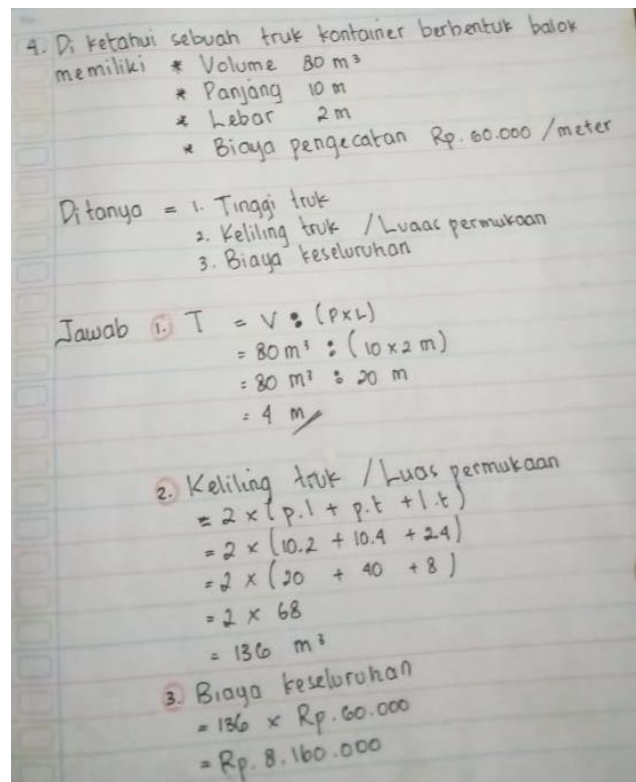 4. Di ketahui sebuah truk kontainer berbentuk balok
memiliki * Volume 80 m³
* Panjang 10 m
* Lebar 2 m
* Biaya pengecatan Rp. 60.000 /meter
Ditanya = 1. Tinggi truk
2. Keliling truk / Luaas permukaan
3. Biaya keseluruhan
Jawab 1. T = V : (P×L)
= 80 m³ : (10 × 2 m)
= 80 m³ : 20 m
= 4 m
2. Keliling truk / Luas permukaan
= 2 × (p.l + p.t + l.t)
= 2 × (10.2 + 10.4 + 2.4)
= 2 × (20 + 40 + 8)
= 2 × 68
= 136 m³
3. Biaya keseluruhan
= 136 × Rp. 60.000
= Rp. 8.160.000